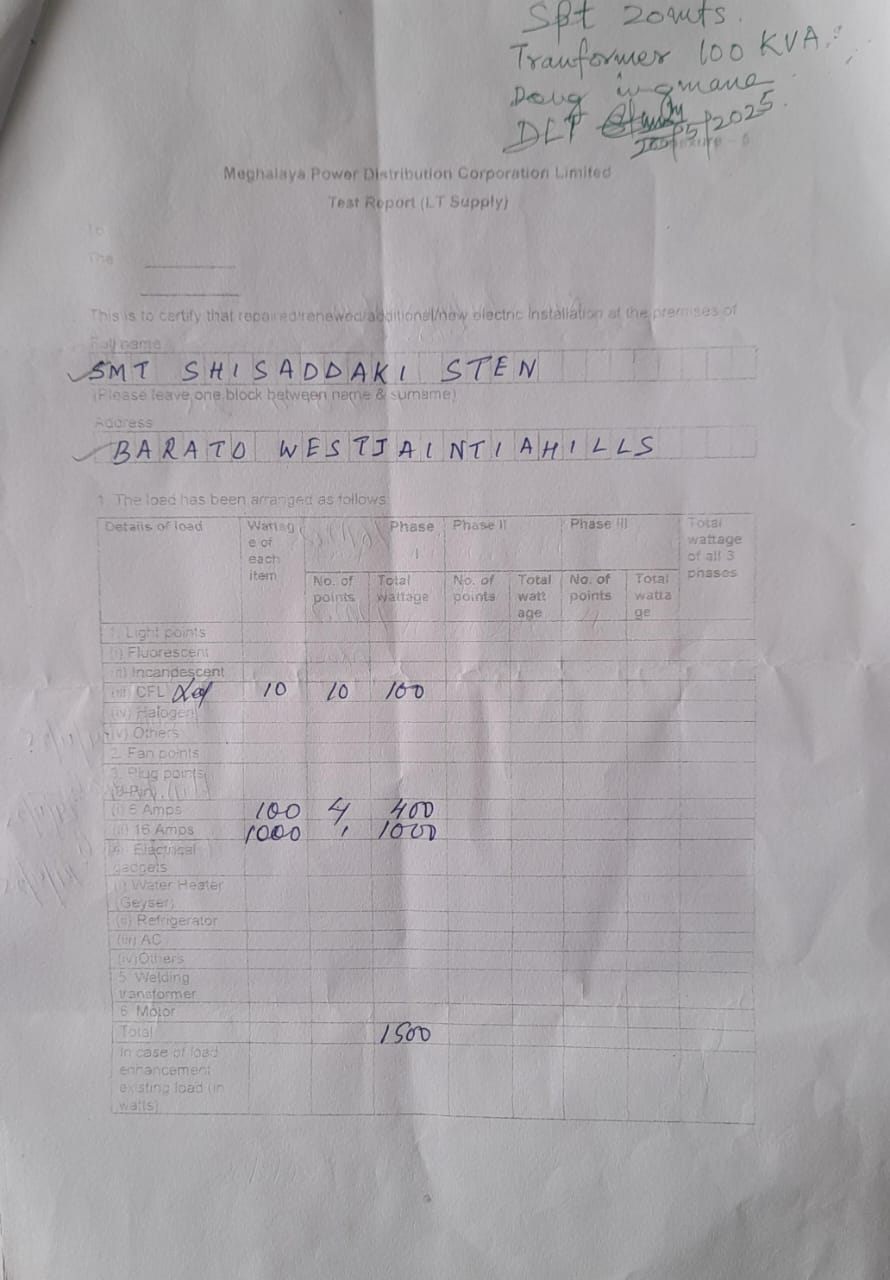 Spt 20mts.
Tranformer 100 KVA.
DLT
/5/2025.
Meghalaya Power Distribution Corporation Limited
Test Report (LT Supply)
To
The
This is to certify that repaired/renewed/additional/new electric Installation at the premises of
Full name
SMT SHISADDAKI STEN
(Please leave one block between name & surname)
Address
BARATO WESTJAINTIAHILLS
1. The load has been arranged as follows
Details of load Wattage of each item Phase I Phase II Phase III Total wattage of all 3 phases
No. of points Total wattage No. of points Total wattage No. of points Total wattage
1. Light points
(i) Fluorescent
(ii) Incandescent
(iii) CFL 10 10 100
(iv) Halogen
(v) Others
2. Fan points
3. Plug points
(3-Pin)
(i) 6 Amps 100 4 400
(ii) 16 Amps 1000 1 1000
4. Electrical gadgets
(i) Water Heater (Geyser)
(ii) Refrigerator
(iii) AC
(iv) Others
5. Welding transformer
6. Motor
Total 1500
In case of load enhancement existing load (in watts)